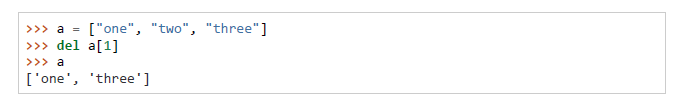 >>> a = ["one", "two", "three"]
>>> del a[1]
>>> a
['one', 'three']